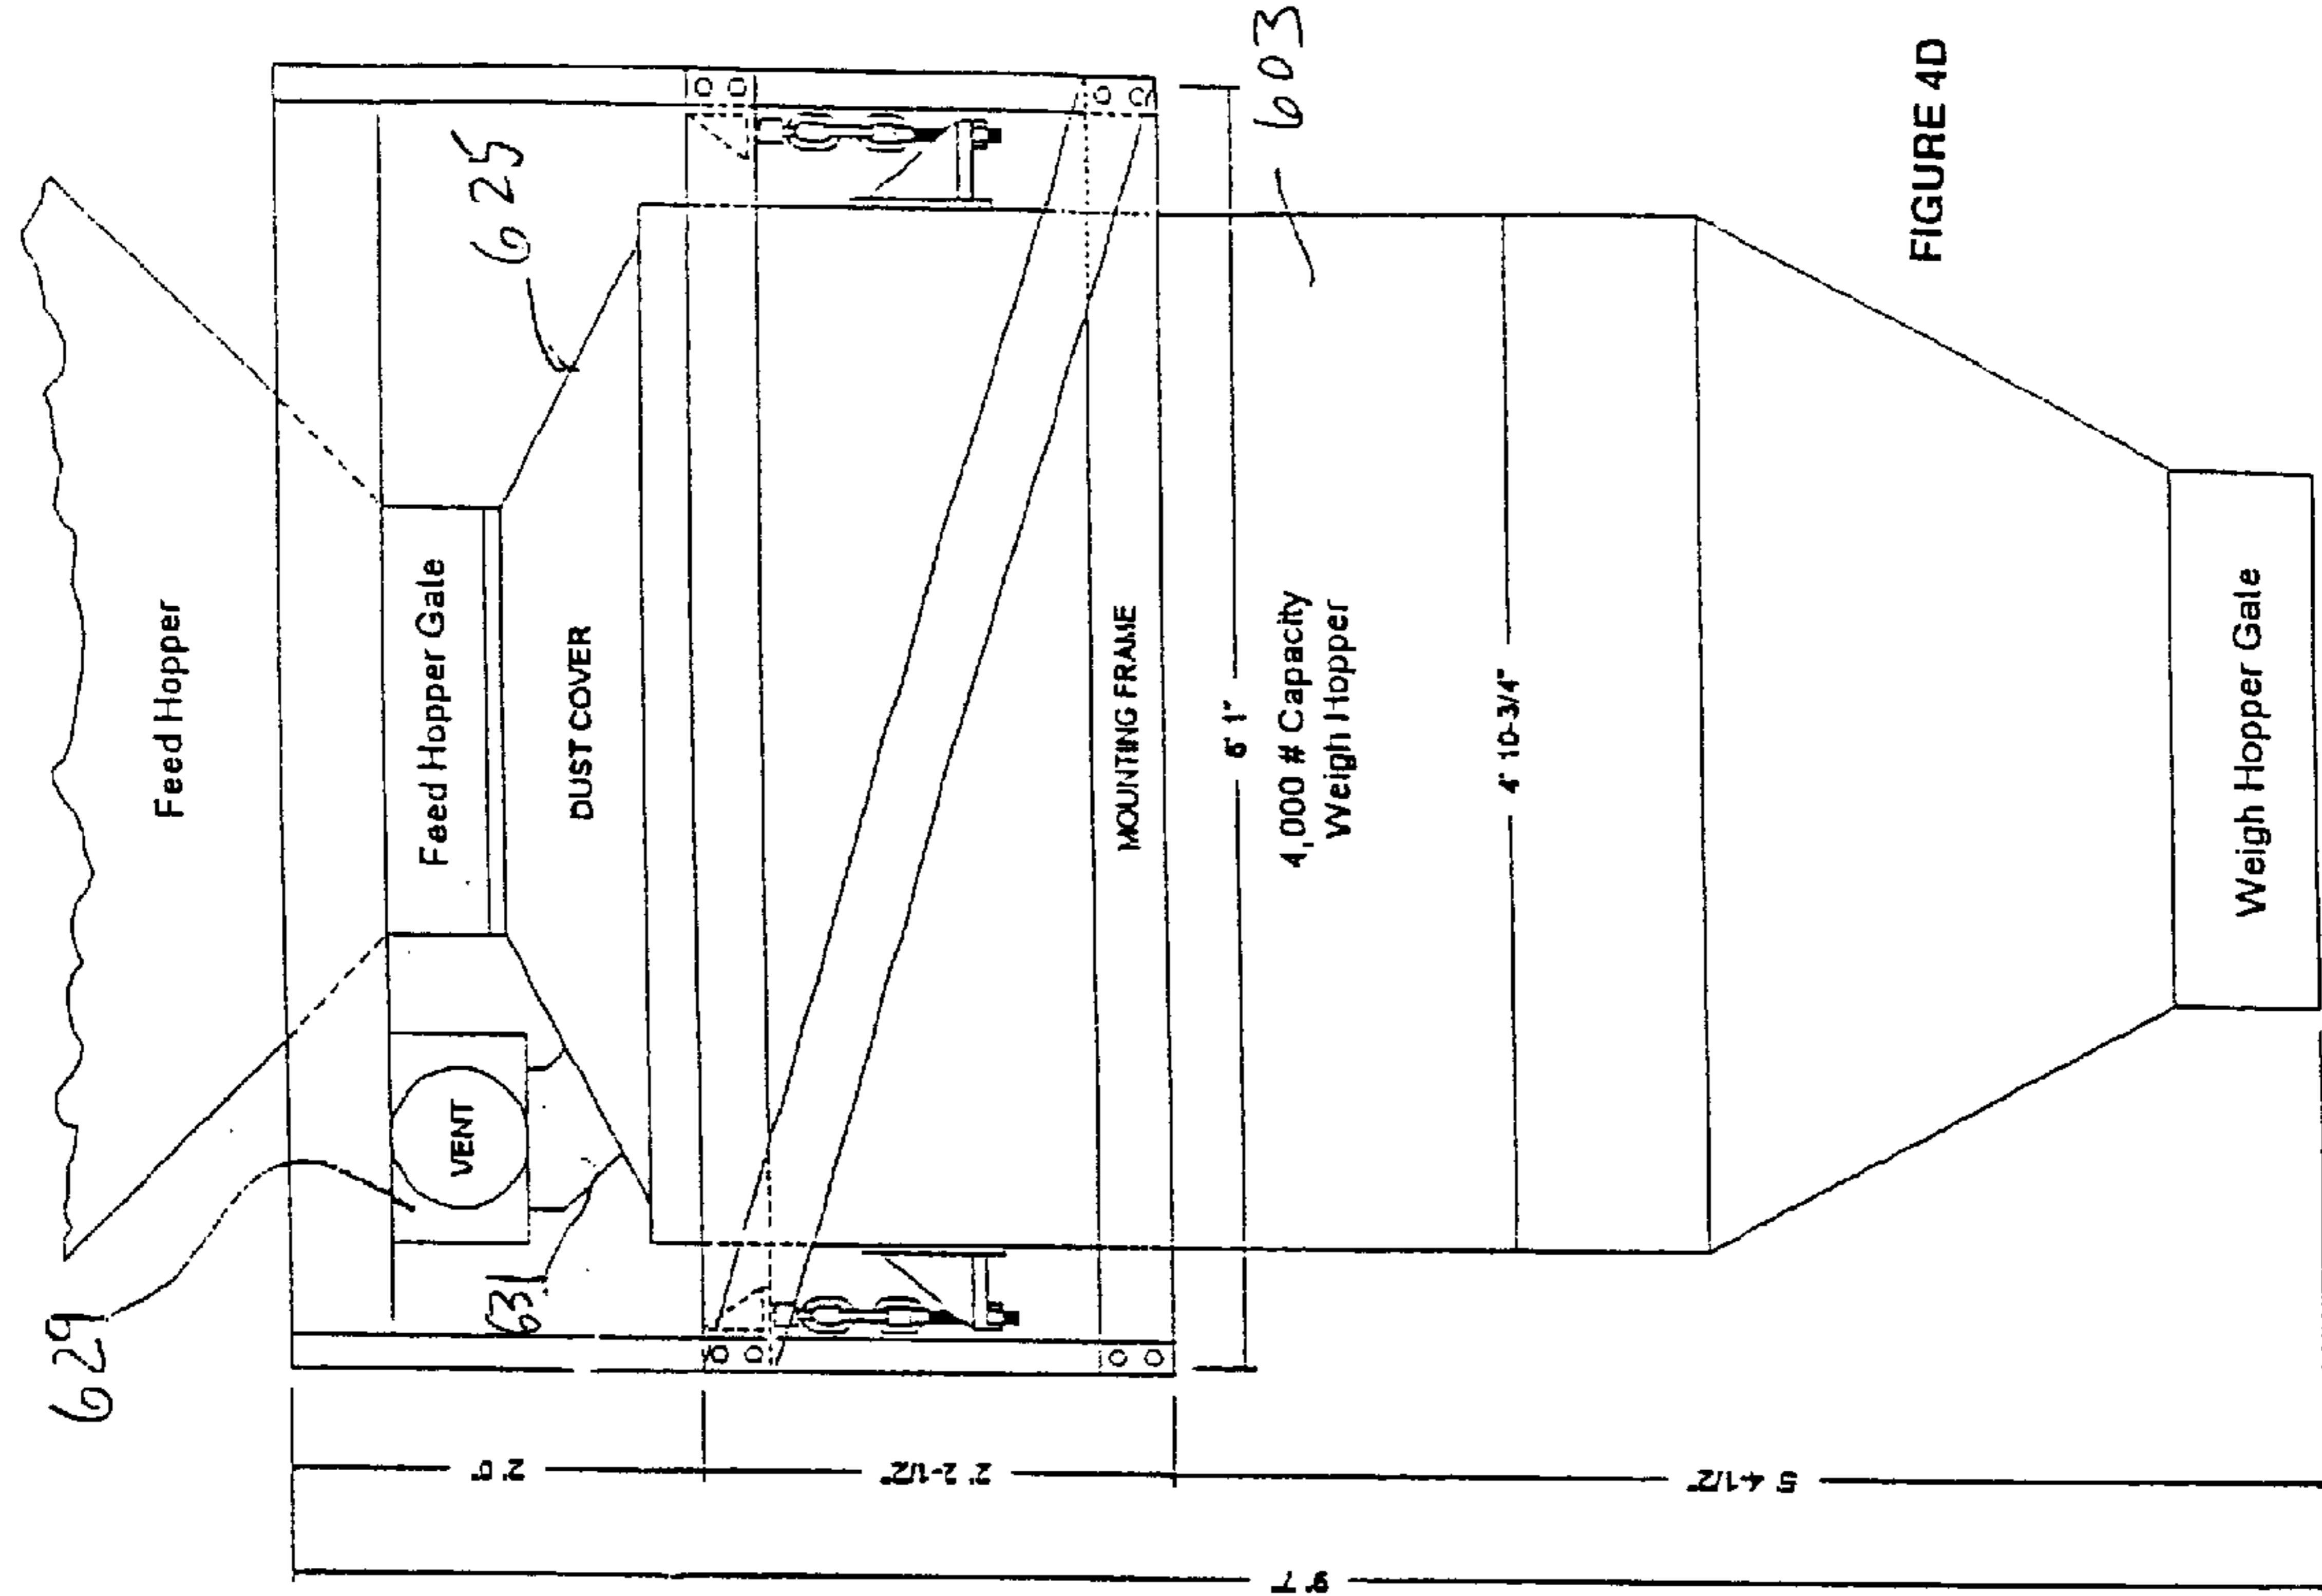 629
Feed Hopper
VENT
Feed Hopper Gate
625
631
DUST COVER
2' 0"
2' 2-1/2"
MOUNTING FRAME
6' 1"
603
4,000 # Capacity
Weigh Hopper
4' 10-3/4"
5' 4 1/2"
9' 7"
Weigh Hopper Gate
FIGURE 4D